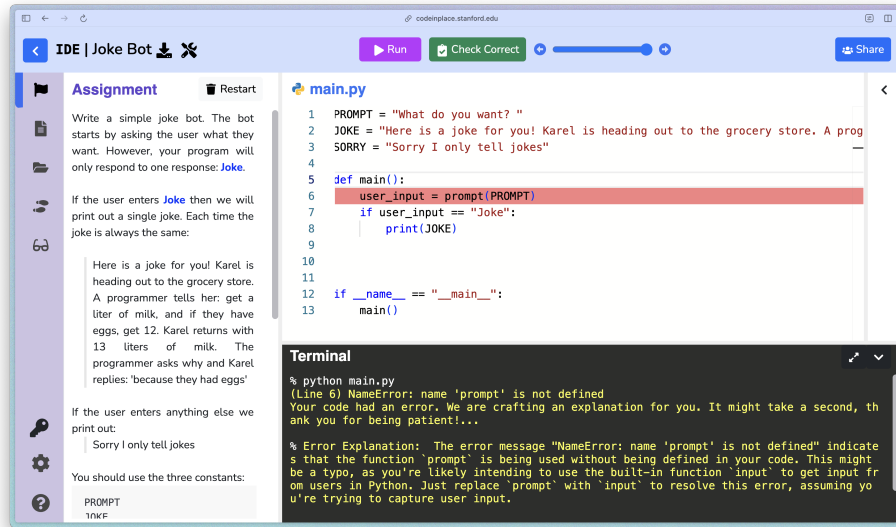 codeinplace.stanford.edu
IDE | Joke Bot
Run
Check Correct
Share
Assignment
Restart
Write a simple joke bot. The bot
starts by asking the user what they
want. However, your program will
only respond to one response: Joke.
If the user enters Joke then we will
print out a single joke. Each time the
joke is always the same:
Here is a joke for you! Karel is
heading out to the grocery store.
A programmer tells her: get a
liter of milk, and if they have
eggs, get 12. Karel returns with
13 liters of milk. The
programmer asks why and Karel
replies: 'because they had eggs'
If the user enters anything else we
print out:
Sorry I only tell jokes
You should use the three constants:
PROMPT
JOKE
main.py
1 PROMPT = "What do you want? "
2 JOKE = "Here is a joke for you! Karel is heading out to the grocery store. A prog
3 SORRY = "Sorry I only tell jokes"
4
5 def main():
6 user_input = prompt(PROMPT)
7 if user_input == "Joke":
8 print(JOKE)
9
10
11
12 if __name__ == "__main__":
13 main()
Terminal
% python main.py
(Line 6) NameError: name 'prompt' is not defined
Your code had an error. We are crafting an explanation for you. It might take a second, th
ank you for being patient!...
% Error Explanation:  The error message "NameError: name 'prompt' is not defined" indicate
s that the function `prompt` is being used without being defined in your code. This might
be a typo, as you're likely intending to use the built-in function `input` to get input fr
om users in Python. Just replace `prompt` with `input` to resolve this error, assuming yo
u're trying to capture user input.